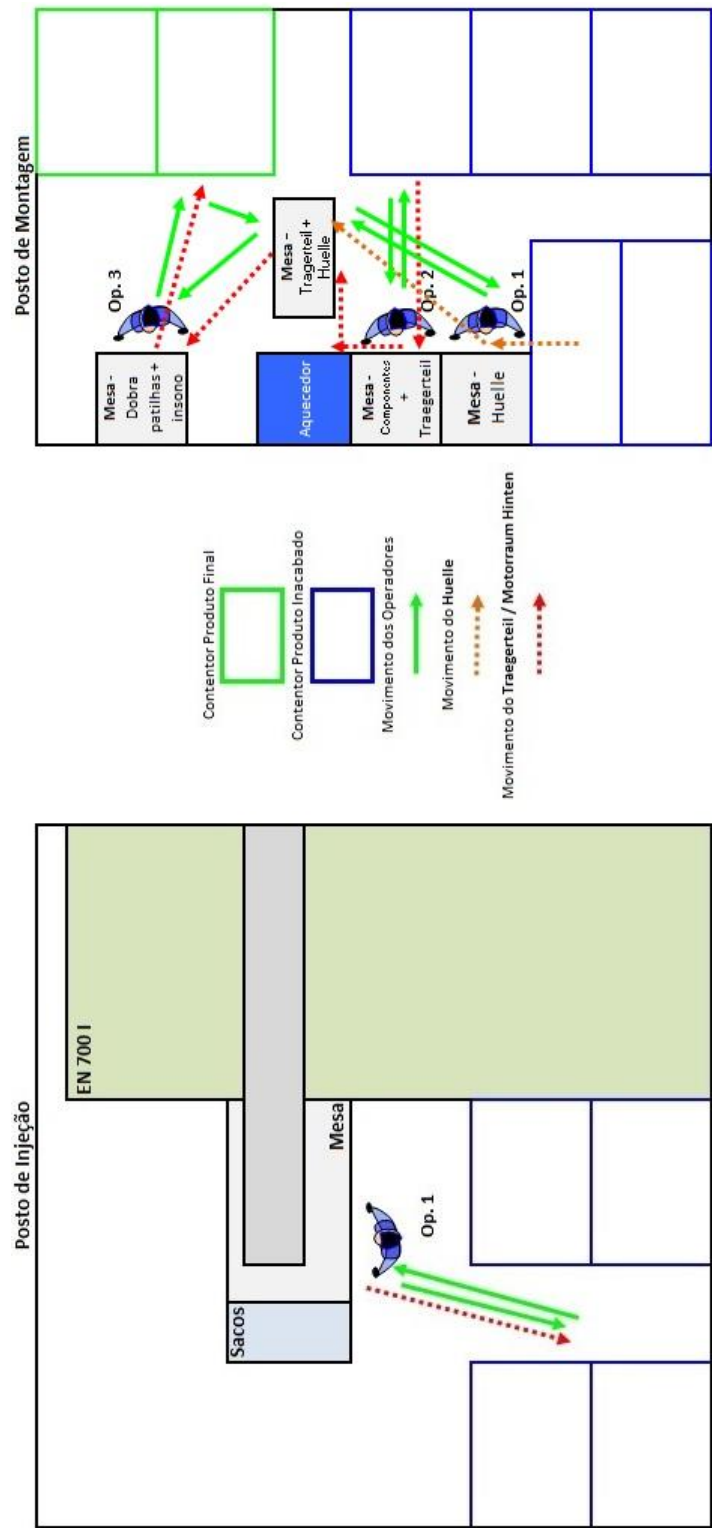 Posto de Injeção
EN 700 I
Sacos
Mesa
Op. 1
Contentor Produto Final
Contentor Produto Inacabado
Movimento dos Operadores
Movimento do Huelle
Movimento do Traegerteil / Motorraum Hinten
Posto de Montagem
Mesa -
Dobra
patilhas +
insono
Op. 3
Mesa -
Tragerteil +
Huelle
Aquecedor
Mesa -
Componentes
+
Traegerteil
Op. 2
Mesa -
Huelle
Op. 1